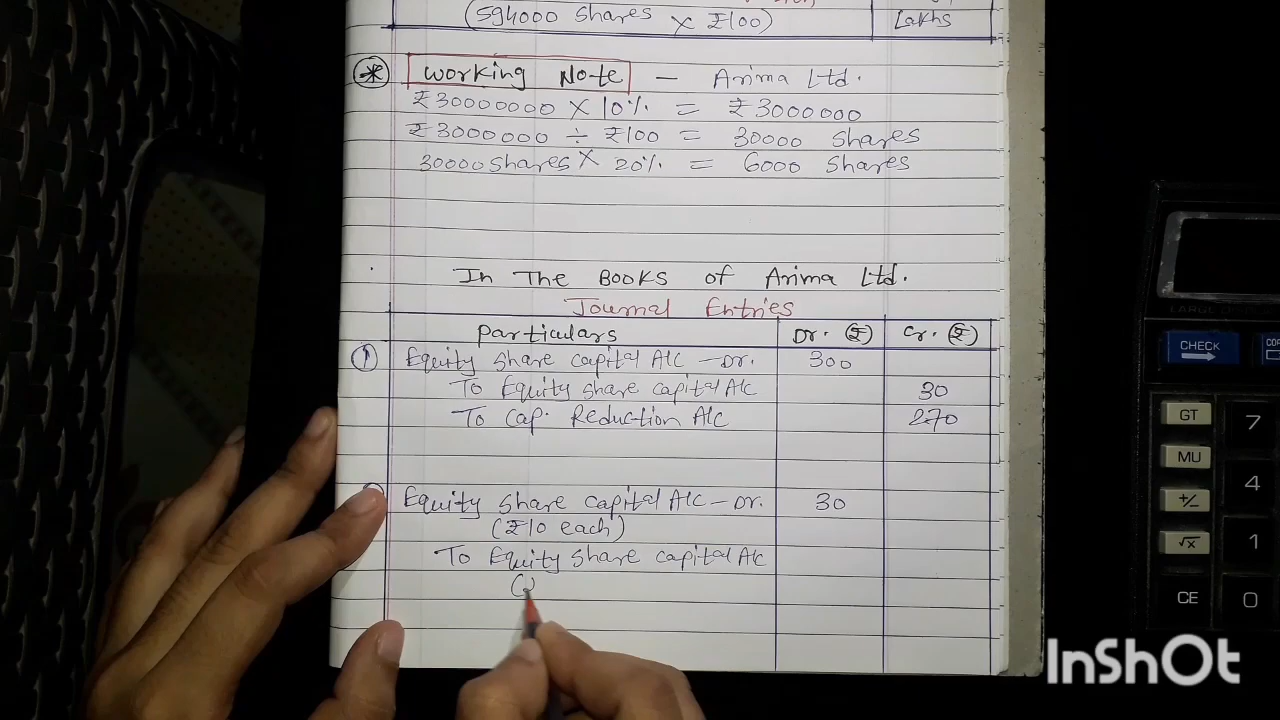 (594000 shares × ₹100)
Lakhs
* Working Note – Anima Ltd.
₹30000000 × 10% = ₹3000000
₹3000000 ÷ ₹100 = 30000 Shares
30000 shares × 20% = 6000 shares
In The Books of Anima Ltd.
Journal Entries
particulars Dr. (₹) Cr. (₹)
① Equity share capital A/c – Dr. 300
To Equity share capital A/c 30
To Cap. Reduction A/c 270
Equity share capital A/c – Dr. 30
(₹10 each)
To Equity share capital A/c
(
CHECK
GT 7
MU 4
+/-
√x 1
CE 0
InShOt